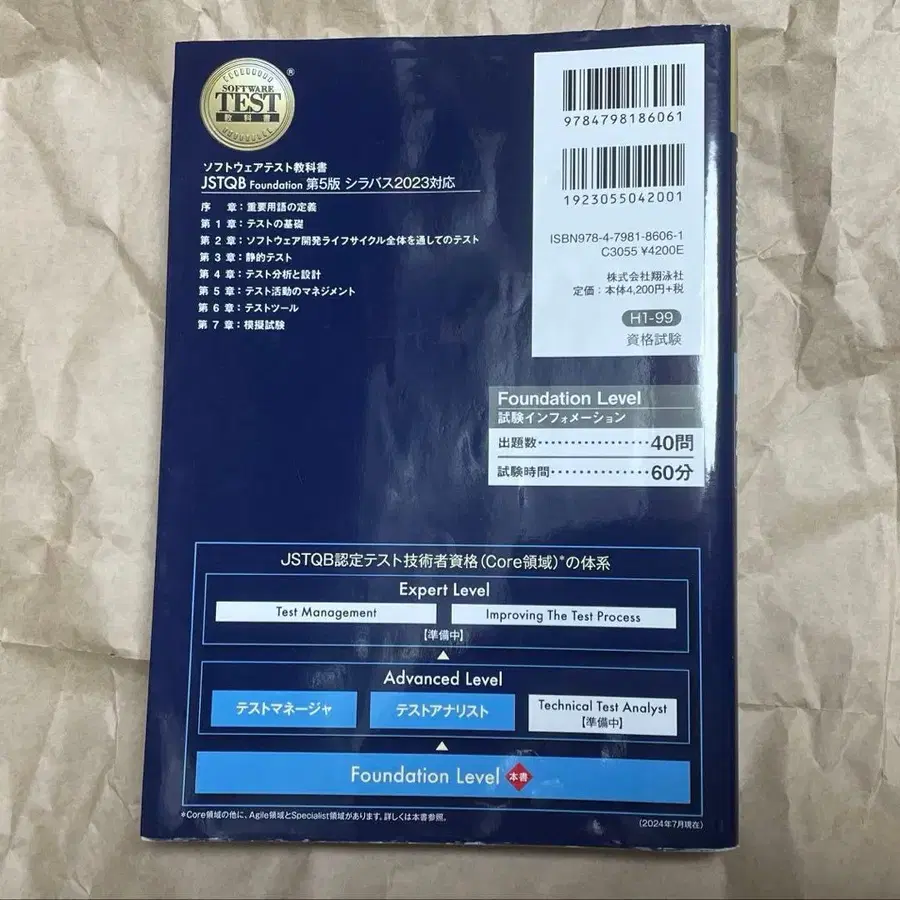 SOFTWARE
TEST
教科書
®
ソフトウェアテスト教科書
JSTQB Foundation 第5版 シラバス2023対応
序 章：重要用語の定義
第1章：テストの基礎
第2章：ソフトウェア開発ライフサイクル全体を通してのテスト
第3章：静的テスト
第4章：テスト分析と設計
第5章：テスト活動のマネジメント
第6章：テストツール
第7章：模擬試験
9784798186061
1923055042001
ISBN978-4-7981-8606-1
C3055 ¥4200E
株式会社翔泳社
定価：本体4,200円+税
H1-99
資格試験
Foundation Level
試験インフォメーション
出題数･･････････････････40問
試験時間･･･････････････60分
JSTQB認定テスト技術者資格（Core領域）*の体系
Expert Level
Test Management
Improving The Test Process
【準備中】
▲
Advanced Level
テストマネージャ
テストアナリスト
Technical Test Analyst
【準備中】
▲
Foundation Level 本書
*Core領域の他に、Agile領域とSpecialist領域があります。詳しくは本書参照。
（2024年7月現在）